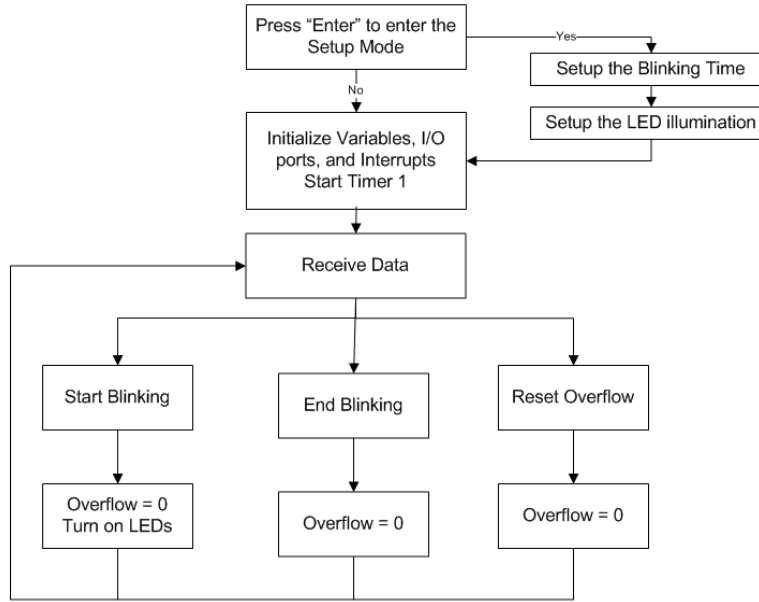 Press “Enter” to enter the
Setup Mode
Yes
Setup the Blinking Time
No
Setup the LED illumination
Initialize Variables, I/O
ports, and Interrupts
Start Timer 1
Receive Data
Start Blinking
End Blinking
Reset Overflow
Overflow = 0
Turn on LEDs
Overflow = 0
Overflow = 0